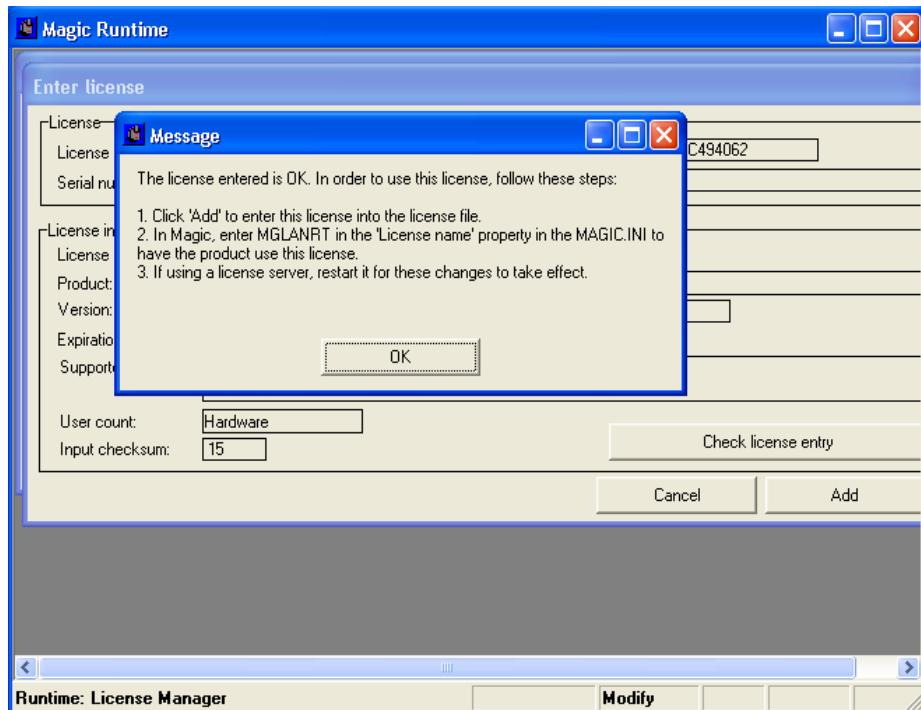 Magic Runtime
Enter license
License
Message
License
C494062
Serial nu
The license entered is OK. In order to use this license, follow these steps:
1. Click 'Add' to enter this license into the license file.
2. In Magic, enter MGLANRT in the 'License name' property in the MAGIC.INI to
have the product use this license.
3. If using a license server, restart it for these changes to take effect.
OK
License in
License
Product:
Version:
Expiratio
Supporte
User count:
Hardware
Input checksum:
15
Check license entry
Cancel
Add
Runtime: License Manager
Modify